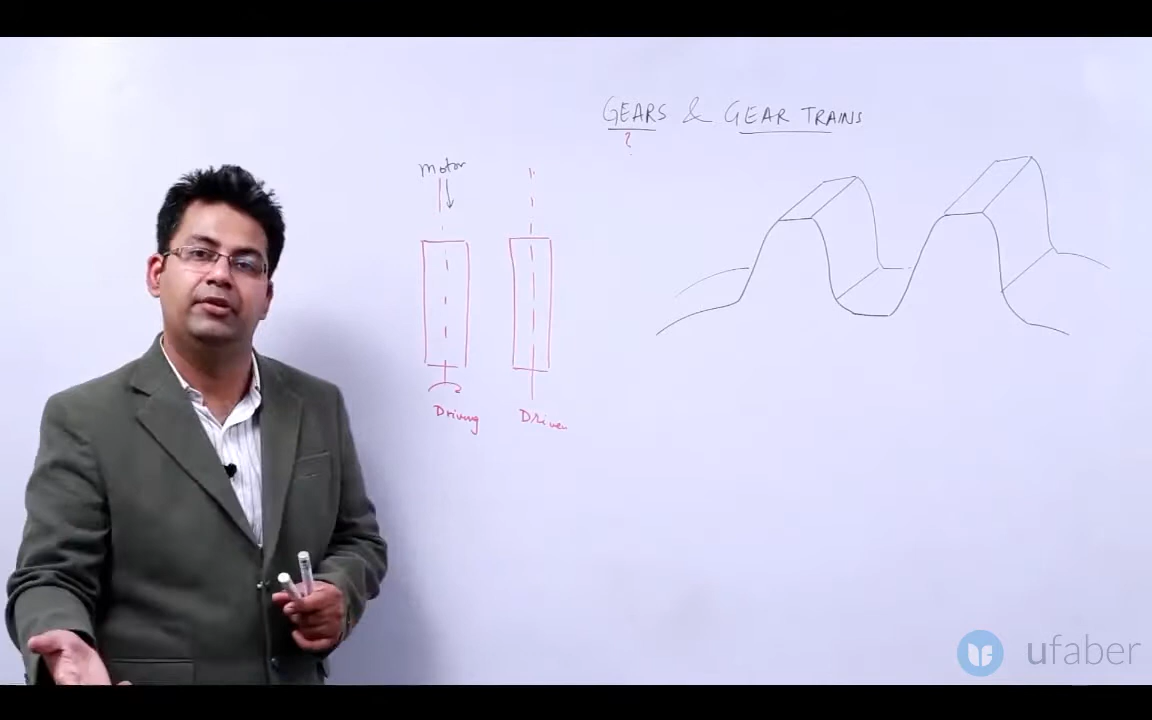 GEARS & GEAR TRAINS
?
Motor
Driving
Driven
ufaber